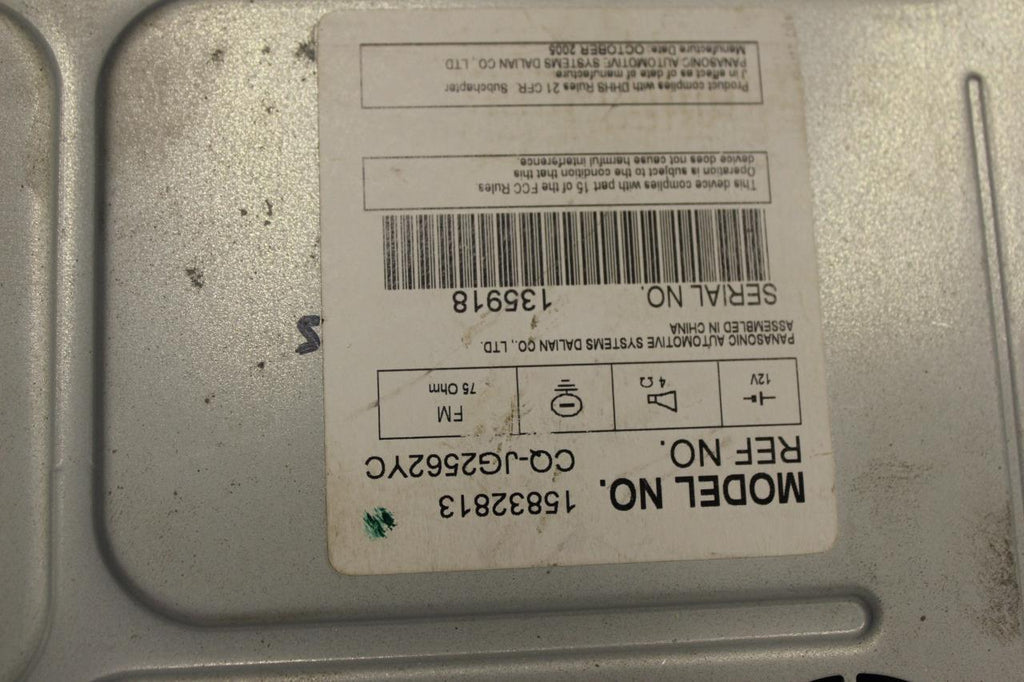 MODEL NO. 15832813
REF NO. CQ-JG2562YC
12V
4 Ω
FM
75 Ohm
PANASONIC AUTOMOTIVE SYSTEMS DALIAN CO., LTD.
ASSEMBLED IN CHINA
SERIAL NO. 135918
This device complies with part 15 of the FCC Rules.
Operation is subject to the condition that this
device does not cause harmful interference.
Product complies with DHHS Rules 21 CFR. Subchapter
J in effect as of date of manufacture.
PANASONIC AUTOMOTIVE SYSTEMS DALIAN CO., LTD
Manufacture Date: OCTOBER 2005